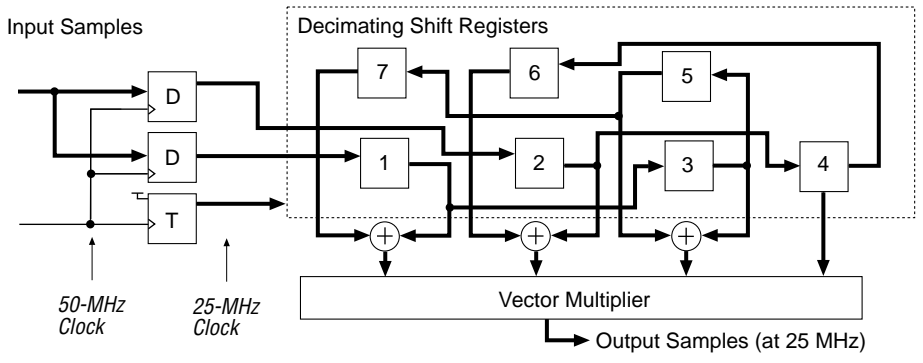 Input Samples
Decimating Shift Registers
7
6
5
D
D
1
2
3
4
T
+
+
+
50-MHz
Clock
25-MHz
Clock
Vector Multiplier
Output Samples (at 25 MHz)